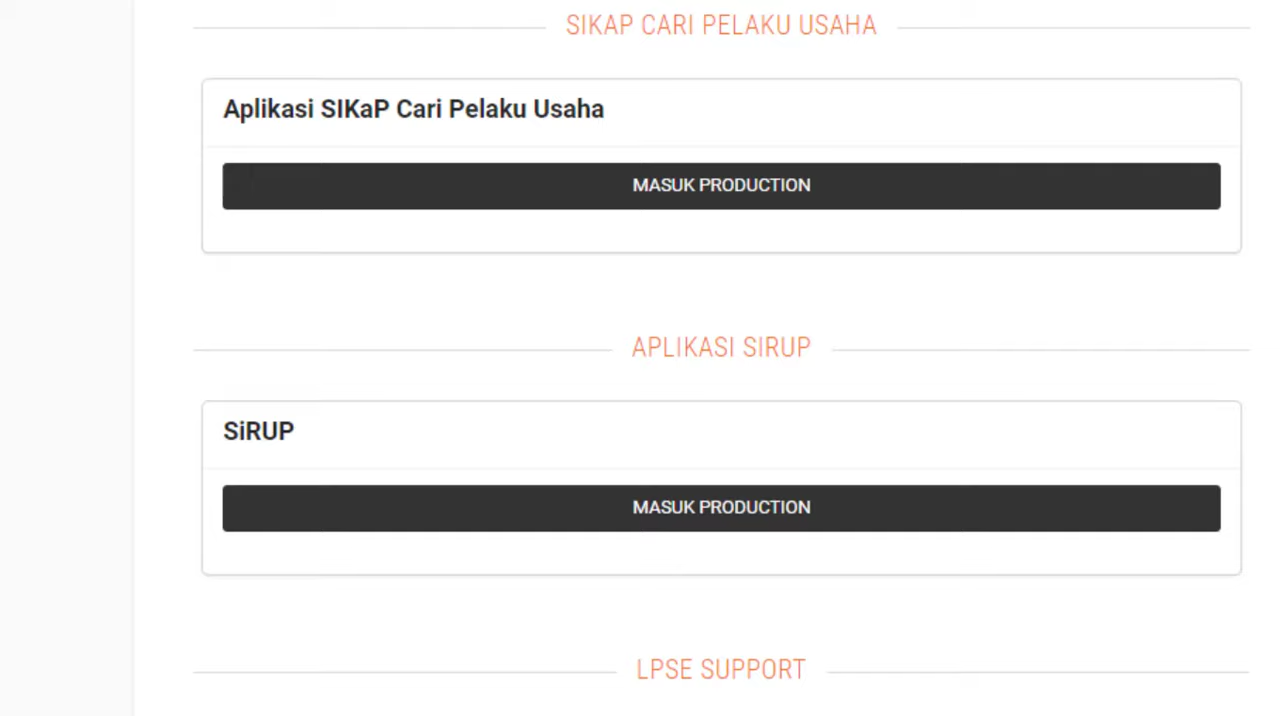 SIKAP CARI PELAKU USAHA
Aplikasi SIKaP Cari Pelaku Usaha
MASUK PRODUCTION
APLIKASI SIRUP
SiRUP
MASUK PRODUCTION
LPSE SUPPORT